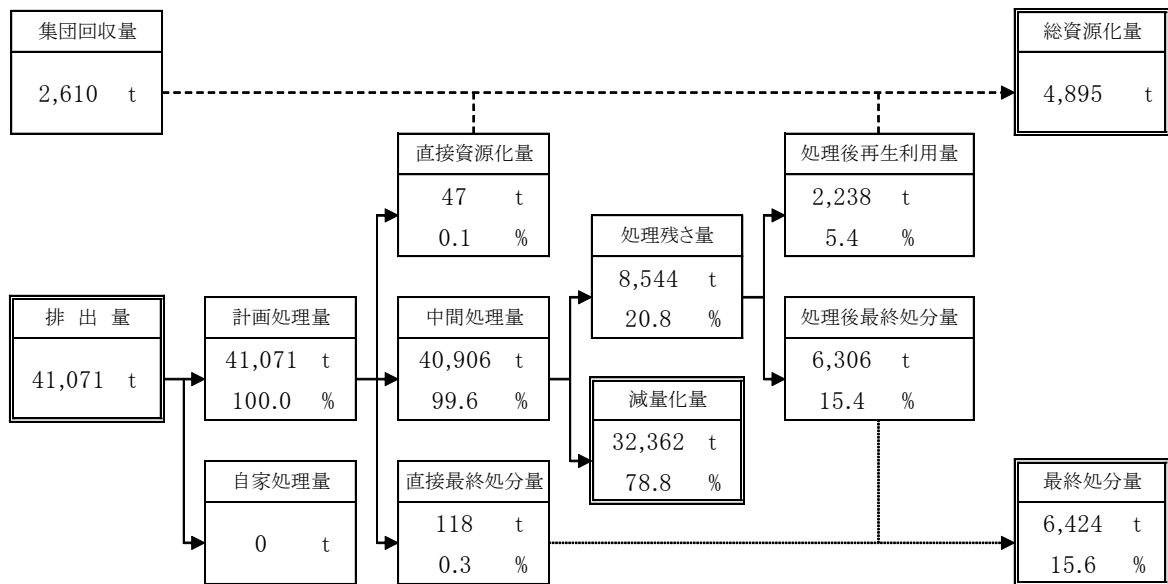 集団回収量
2,610 t
総資源化量
4,895 t
直接資源化量
47 t
0.1 %
処理後再生利用量
2,238 t
5.4 %
処理残さ量
8,544 t
20.8 %
排 出 量
41,071 t
計画処理量
41,071 t
100.0 %
中間処理量
40,906 t
99.6 %
処理後最終処分量
6,306 t
15.4 %
減量化量
32,362 t
78.8 %
自家処理量
0 t
直接最終処分量
118 t
0.3 %
最終処分量
6,424 t
15.6 %